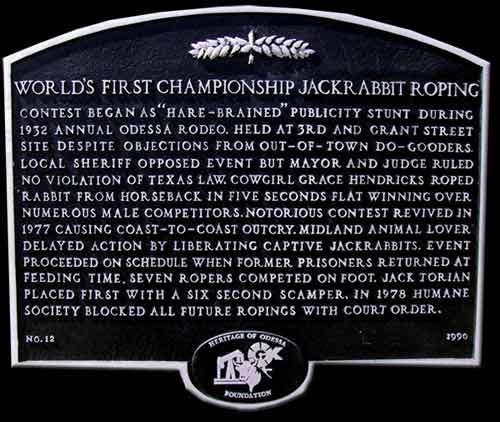 WORLD'S FIRST CHAMPIONSHIP JACKRABBIT ROPING
CONTEST BEGAN AS "HARE-BRAINED" PUBLICITY STUNT DURING
1932 ANNUAL ODESSA RODEO. HELD AT 3RD AND GRANT STREET
SITE DESPITE OBJECTIONS FROM OUT-OF-TOWN DO-GOODERS.
LOCAL SHERIFF OPPOSED EVENT BUT MAYOR AND JUDGE RULED
NO VIOLATION OF TEXAS LAW. COWGIRL GRACE HENDRICKS ROPED
RABBIT FROM HORSEBACK IN FIVE SECONDS FLAT WINNING OVER
NUMEROUS MALE COMPETITORS. NOTORIOUS CONTEST REVIVED IN
1977 CAUSING COAST-TO-COAST OUTCRY. MIDLAND ANIMAL LOVER
DELAYED ACTION BY LIBERATING CAPTIVE JACKRABBITS. EVENT
PROCEEDED ON SCHEDULE WHEN FORMER PRISONERS RETURNED AT
FEEDING TIME. SEVEN ROPERS COMPETED ON FOOT. JACK TORIAN
PLACED FIRST WITH A SIX SECOND SCAMPER. IN 1978 HUMANE
SOCIETY BLOCKED ALL FUTURE ROPINGS WITH COURT ORDER.
NO. 12
1990
HERITAGE OF ODESSA
FOUNDATION